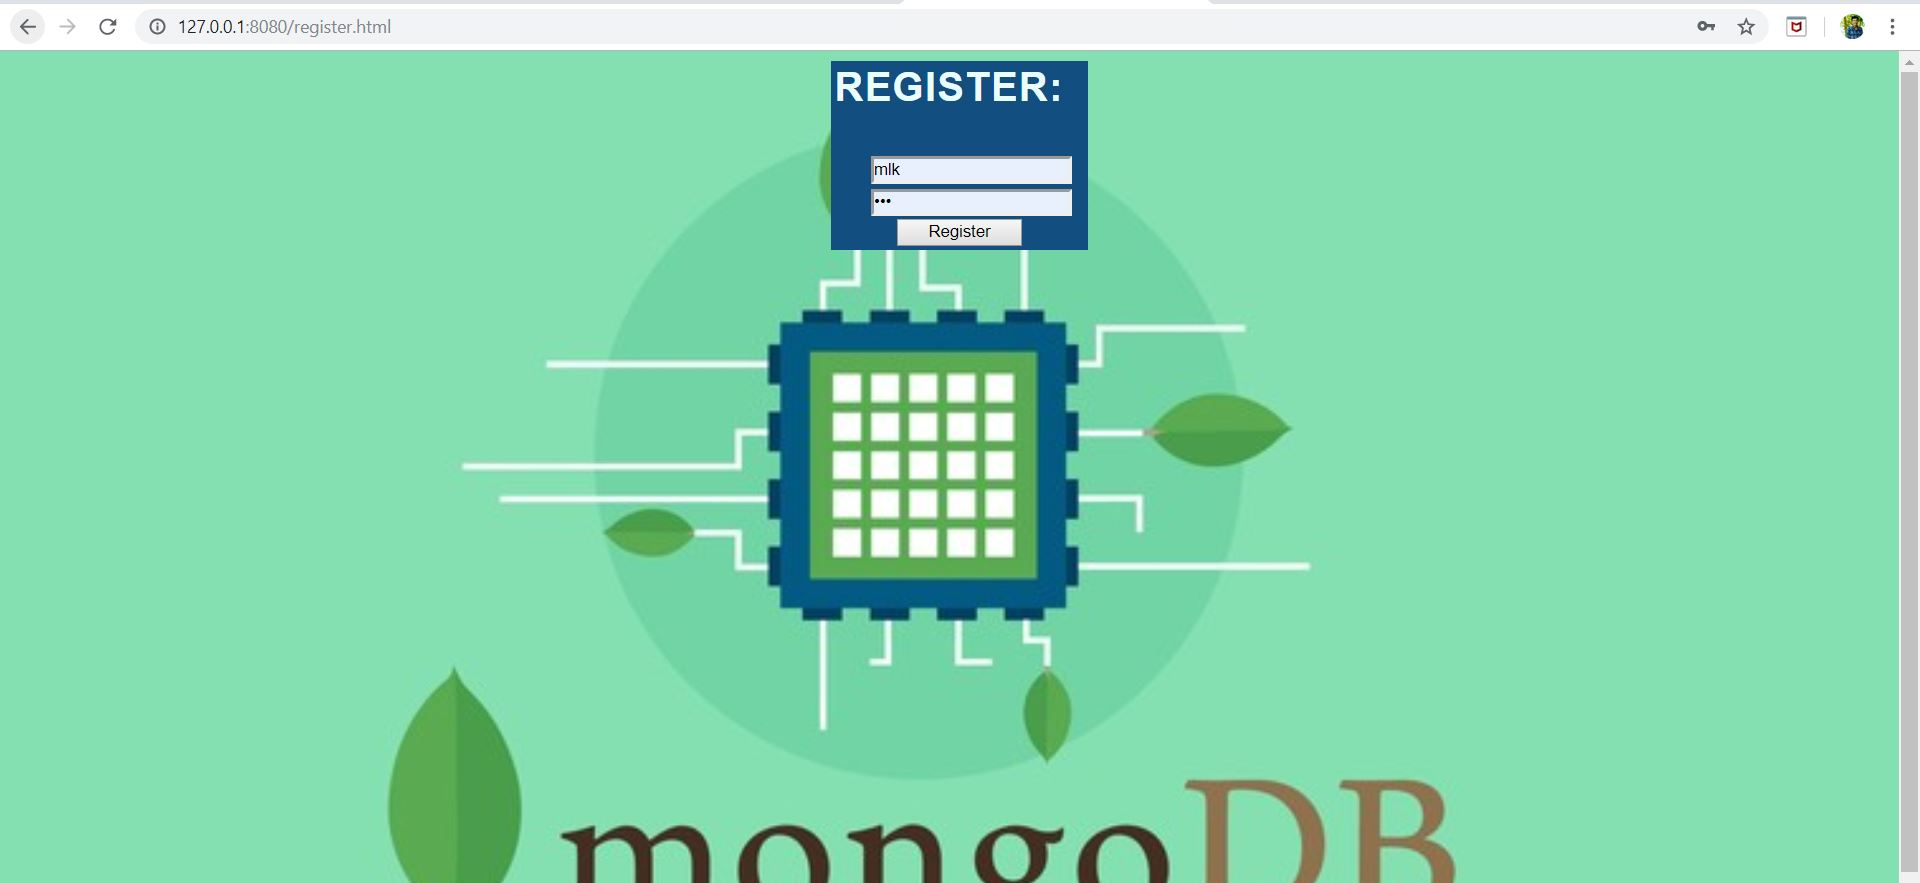 127.0.0.1:8080/register.html
REGISTER:
mlk
•••
Register
mongoDB